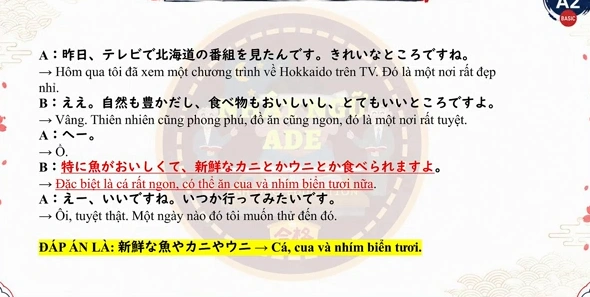 A2
BASIC
A：昨日、テレビで北海道の番組を見たんです。きれいなところですね。
→ Hôm qua tôi đã xem một chương trình về Hokkaido trên TV. Đó là một nơi rất đẹp
nhỉ.
B：ええ。自然も豊かだし、食べ物もおいしいし、とてもいいところですよ。
→ Vâng. Thiên nhiên cũng phong phú, đồ ăn cũng ngon, đó là một nơi rất tuyệt.
A：へー。
→ Ồ.
B：特に魚がおいしくて、新鮮なカニとかウニとか食べられますよ。
→ Đặc biệt là cá rất ngon, có thể ăn cua và nhím biển tươi nữa.
A：えー、いいですね。いつか行ってみたいです。
→ Ôi, tuyệt thật. Một ngày nào đó tôi muốn thử đến đó.
ĐÁP ÁN LÀ: 新鮮な魚やカニやウニ → Cá, cua và nhím biển tươi.
ADE
合格